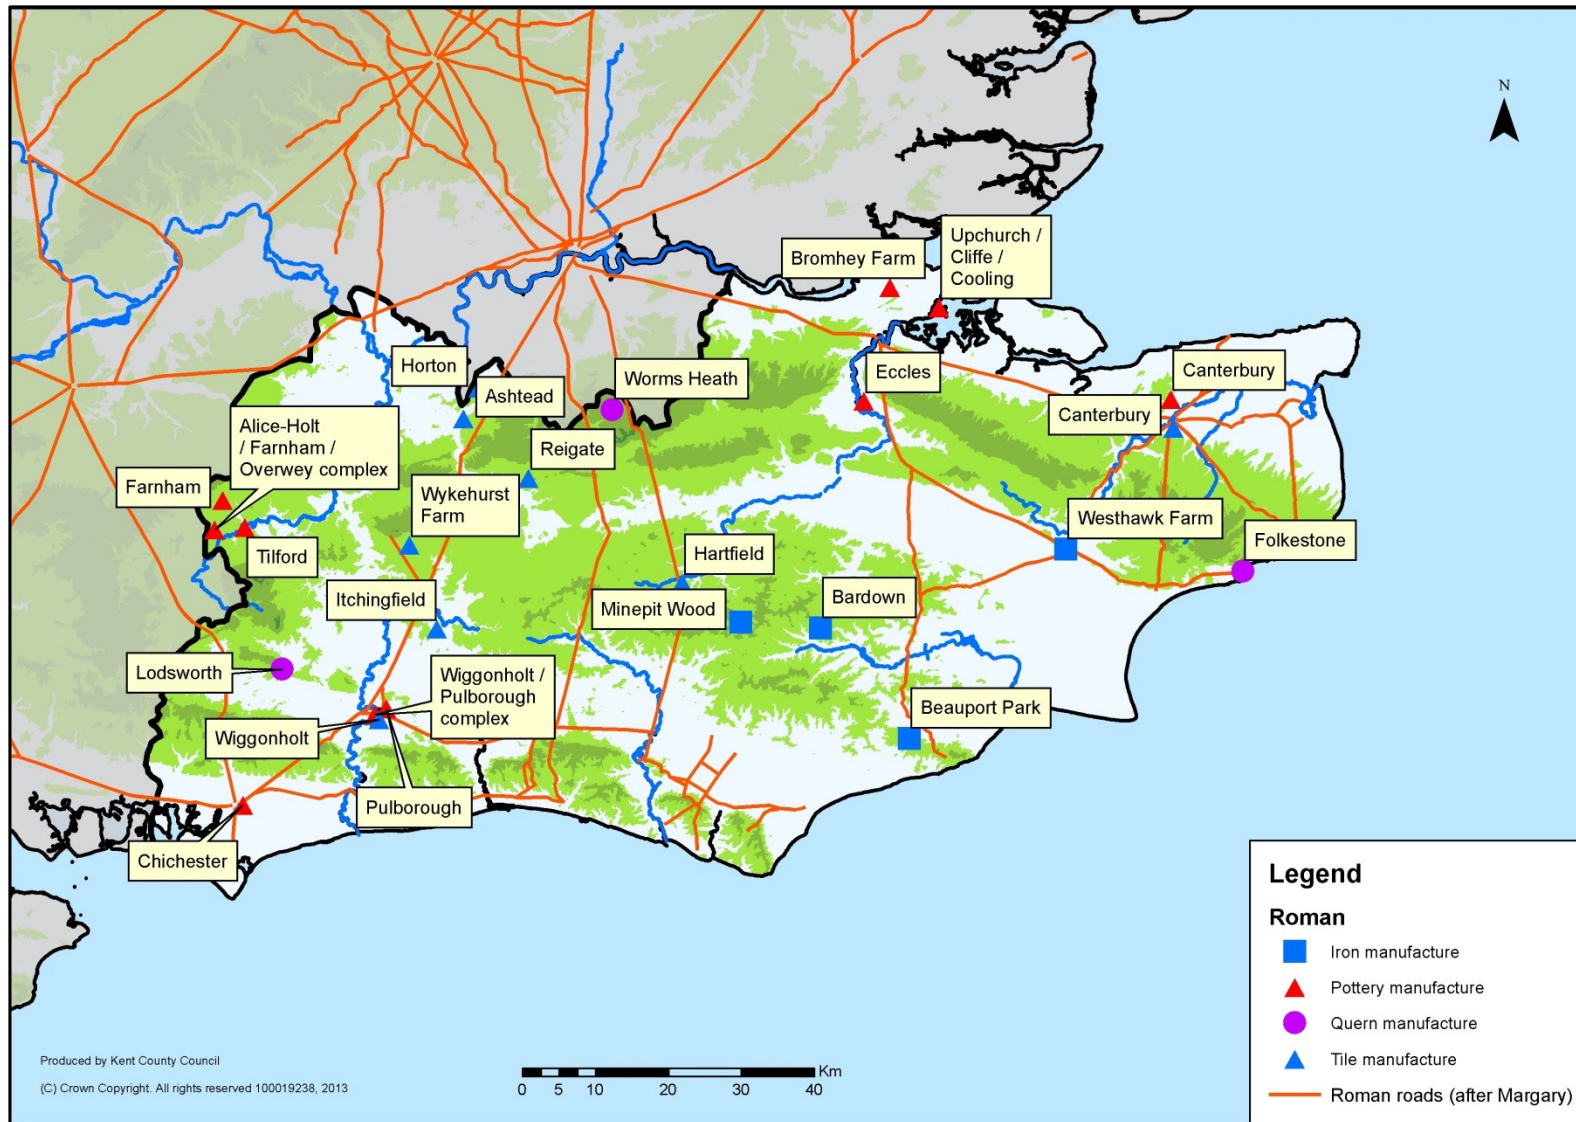 N
Upchurch /
Cliffe /
Cooling
Bromhey Farm
Horton
Ashtead
Worms Heath
Eccles
Canterbury
Canterbury
Alice-Holt
/ Farnham /
Overwey complex
Reigate
Farnham
Wykehurst
Farm
Westhawk Farm
Folkestone
Tilford
Hartfield
Itchingfield
Minepit Wood
Bardown
Lodsworth
Wiggonholt /
Pulborough
complex
Beauport Park
Wiggonholt
Pulborough
Chichester
Legend
Roman
Iron manufacture
Pottery manufacture
Quern manufacture
Tile manufacture
Roman roads (after Margary)
Produced by Kent County Council
(C) Crown Copyright. All rights reserved 100019238, 2013
Km
0 5 10 20 30 40